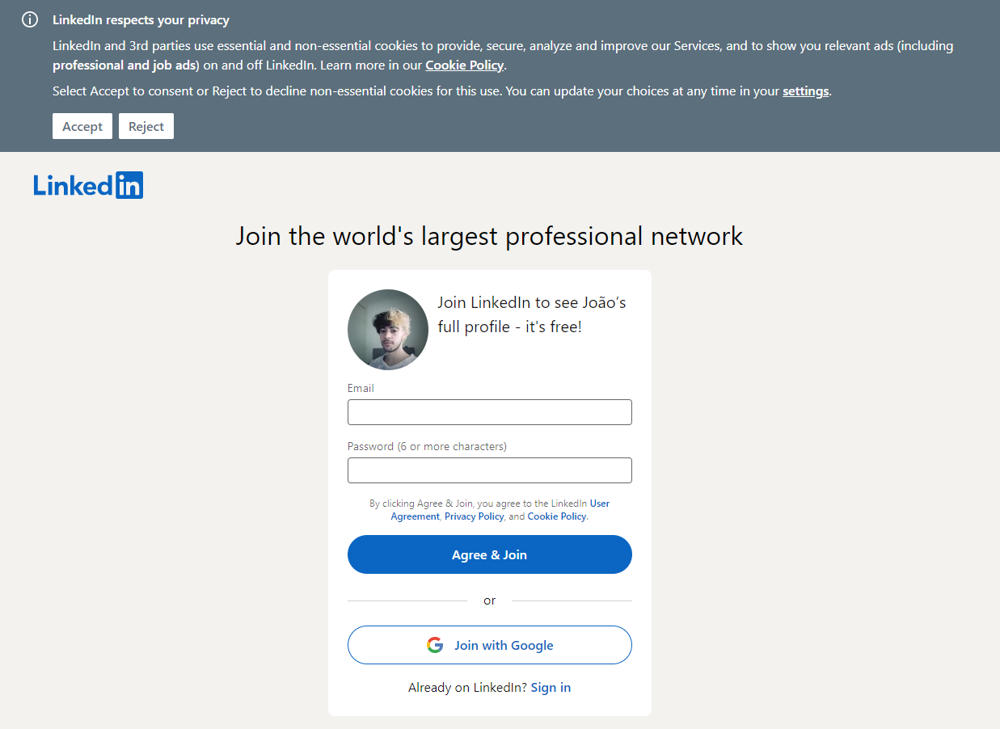 LinkedIn respects your privacy
LinkedIn and 3rd parties use essential and non-essential cookies to provide, secure, analyze and improve our Services, and to show you relevant ads (including
professional and job ads) on and off LinkedIn. Learn more in our Cookie Policy.
Select Accept to consent or Reject to decline non-essential cookies for this use. You can update your choices at any time in your settings.
Accept Reject
LinkedIn
Join the world's largest professional network
Join LinkedIn to see João’s
full profile - it's free!
Email
Password (6 or more characters)
By clicking Agree & Join, you agree to the LinkedIn User
Agreement, Privacy Policy, and Cookie Policy.
Agree & Join
or
Join with Google
Already on LinkedIn? Sign in